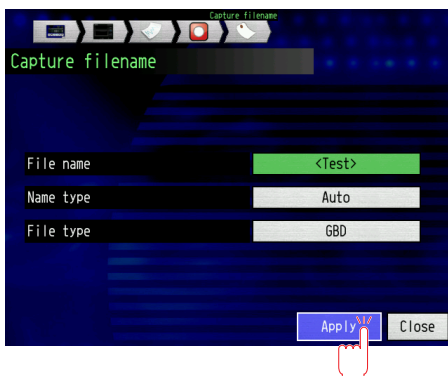 Capture filename
Capture filename
File name
<Test>
Name type
Auto
File type
GBD
Apply
Close